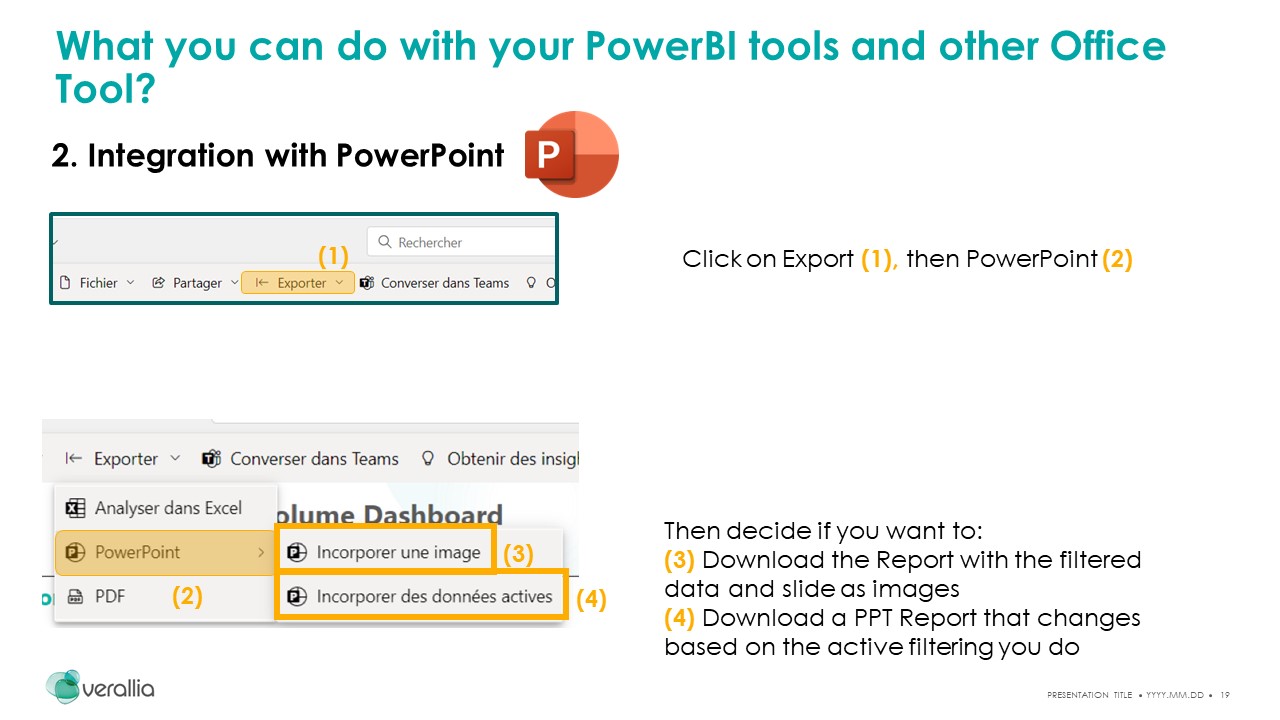 What you can do with your PowerBI tools and other Office
Tool?
2. Integration with PowerPoint
P
(1)
Rechercher
Fichier
Partager
Exporter
Converser dans Teams
O
Click on Export (1), then PowerPoint (2)
Exporter
Converser dans Teams
Obtenir des insigh
Analyser dans Excel
olume Dashboard
PowerPoint
Incorporer une image
(3)
PDF
(2)
Incorporer des données actives
(4)
Then decide if you want to:
(3) Download the Report with the filtered
data and slide as images
(4) Download a PPT Report that changes
based on the active filtering you do
verallia
PRESENTATION TITLE • YYYY.MM.DD • 19